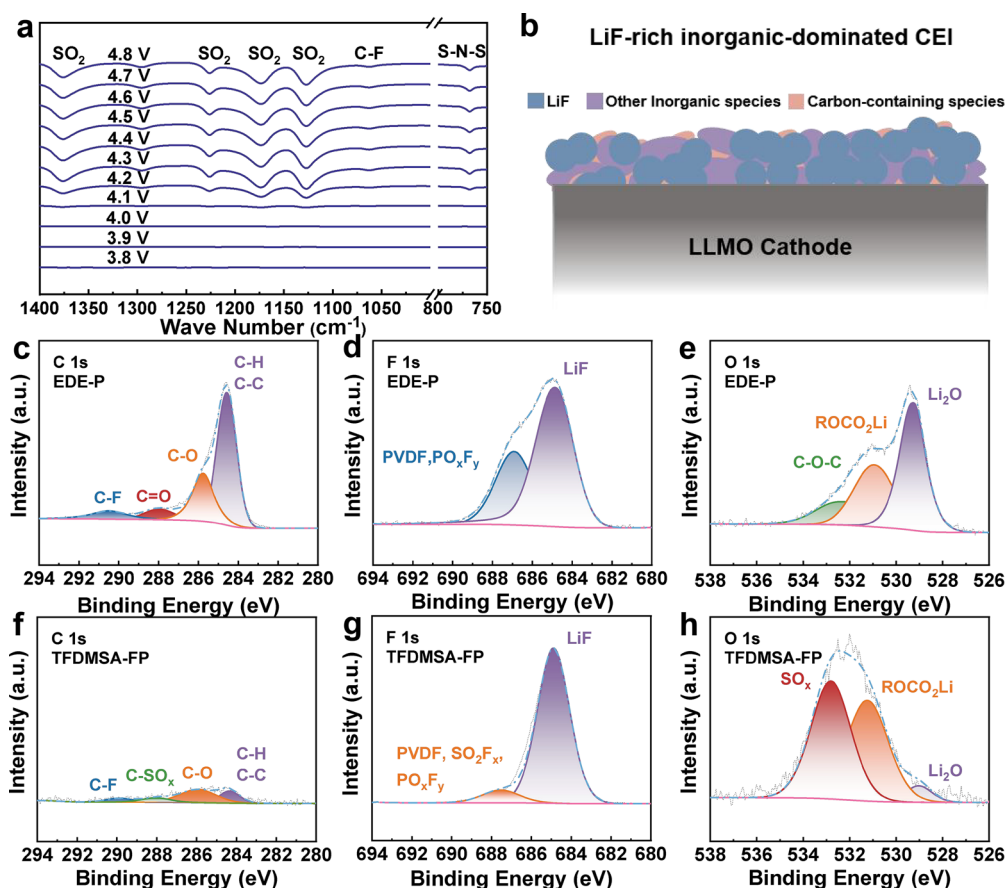 a
SO₂ SO₂ SO₂ SO₂ C-F S-N-S
4.8 V
4.7 V
4.6 V
4.5 V
4.4 V
4.3 V
4.2 V
4.1 V
4.0 V
3.9 V
3.8 V
1400 1350 1300 1250 1200 1150 1100 1050 800 750
Wave Number (cm⁻¹)
b
LiF-rich inorganic-dominated CEI
LiF Other Inorganic species Carbon-containing species
LLMO Cathode
c
C 1s
EDE-P
C-H
C-C
C-O
C=O
C-F
Intensity (a.u.)
294 292 290 288 286 284 282 280
Binding Energy (eV)
d
F 1s
EDE-P
LiF
PVDF,POₓFᵧ
Intensity (a.u.)
694 692 690 688 686 684 682 680
Binding Energy (eV)
e
O 1s
EDE-P
Li₂O
ROCO₂Li
C-O-C
Intensity (a.u.)
538 536 534 532 530 528 526
Binding Energy (eV)
f
C 1s
TFDMSA-FP
C-H
C-C
C-O
C-SOₓ
C-F
Intensity (a.u.)
294 292 290 288 286 284 282 280
Binding Energy (eV)
g
F 1s
TFDMSA-FP
LiF
PVDF, SO₂Fₓ,
POₓFᵧ
Intensity (a.u.)
694 692 690 688 686 684 682 680
Binding Energy (eV)
h
O 1s
TFDMSA-FP
SOₓ
ROCO₂Li
Li₂O
Intensity (a.u.)
538 536 534 532 530 528 526
Binding Energy (eV)